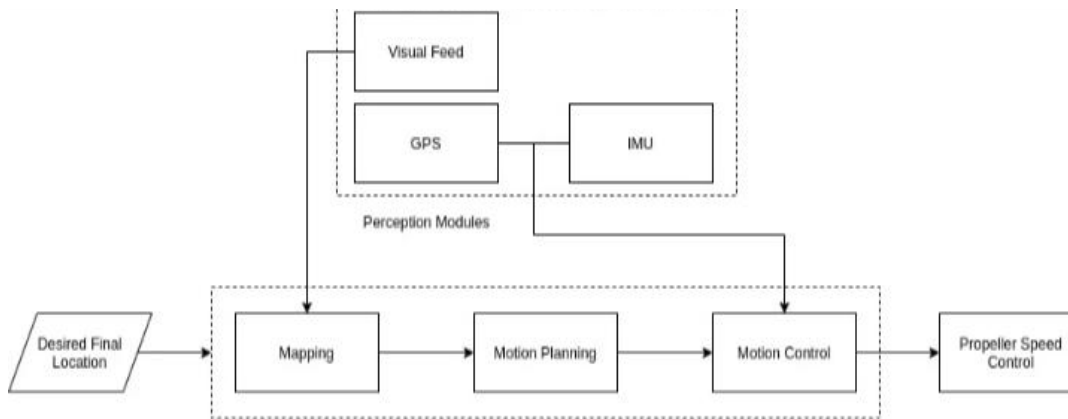 Visual Feed
GPS
IMU
Perception Modules
Desired Final
Location
Mapping
Motion Planning
Motion Control
Propeller Speed
Control